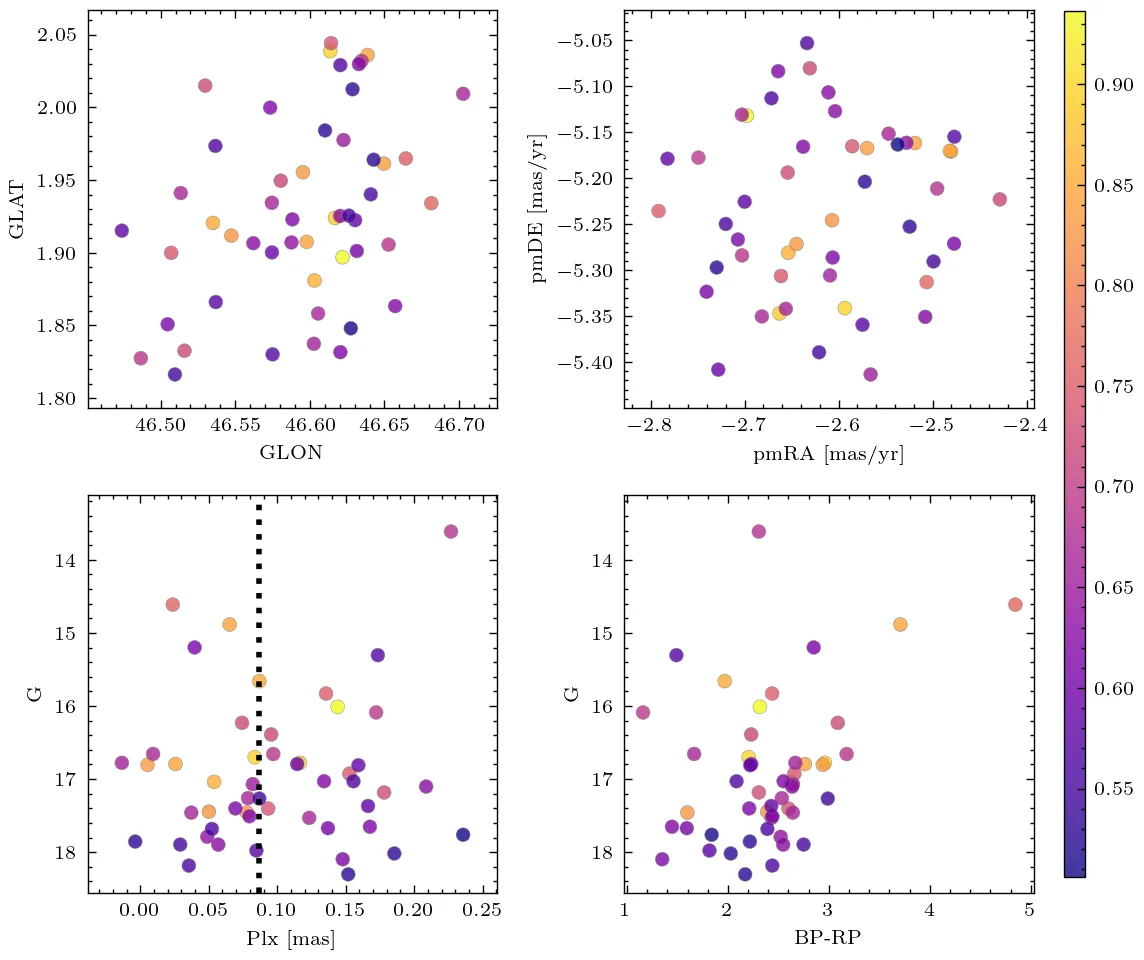 2.05
2.00
1.95
1.90
1.85
1.80
GLAT
46.50 46.55 46.60 46.65 46.70
GLON
−5.05
−5.10
−5.15
−5.20
−5.25
−5.30
−5.35
−5.40
pmDE [mas/yr]
−2.8 −2.7 −2.6 −2.5 −2.4
pmRA [mas/yr]
0.90
0.85
0.80
0.75
0.70
0.65
0.60
0.55
14
15
16
17
18
G
0.00 0.05 0.10 0.15 0.20 0.25
Plx [mas]
14
15
16
17
18
G
1 2 3 4 5
BP-RP